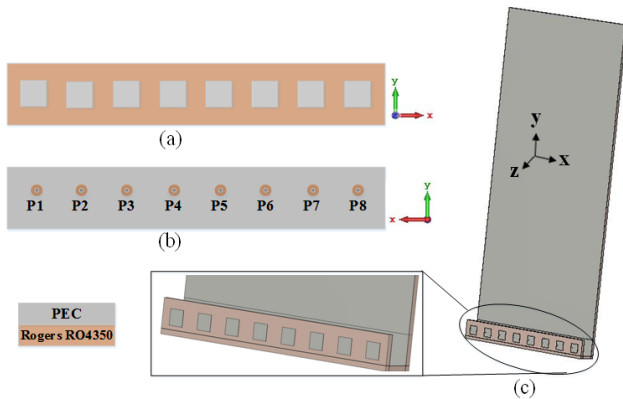 y
x
(a)
P1 P2 P3 P4 P5 P6 P7 P8
y
x
(b)
PEC
Rogers RO4350
y
x
z
(c)